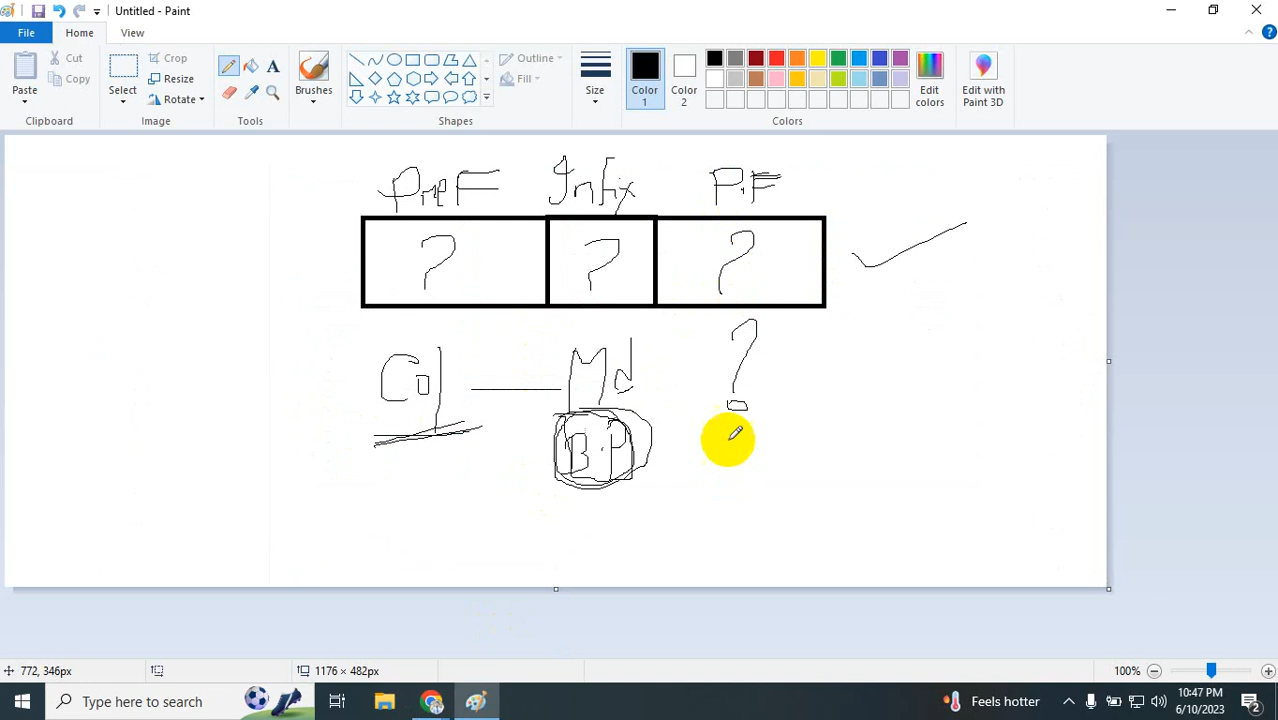 Untitled - Paint
File Home View
Paste
Cut
Copy
Clipboard
Select
Crop
Resize
Rotate
Image
A
Tools
Brushes
Outline
Fill
Shapes
Size
Color 1
Color 2
Edit colors
Edit with Paint 3D
Colors
Infix P.F
? ? ?
Md ?
B.P
772, 346px 1176 × 482px 100%
Type here to search Feels hotter 10:47 PM
6/10/2023 2